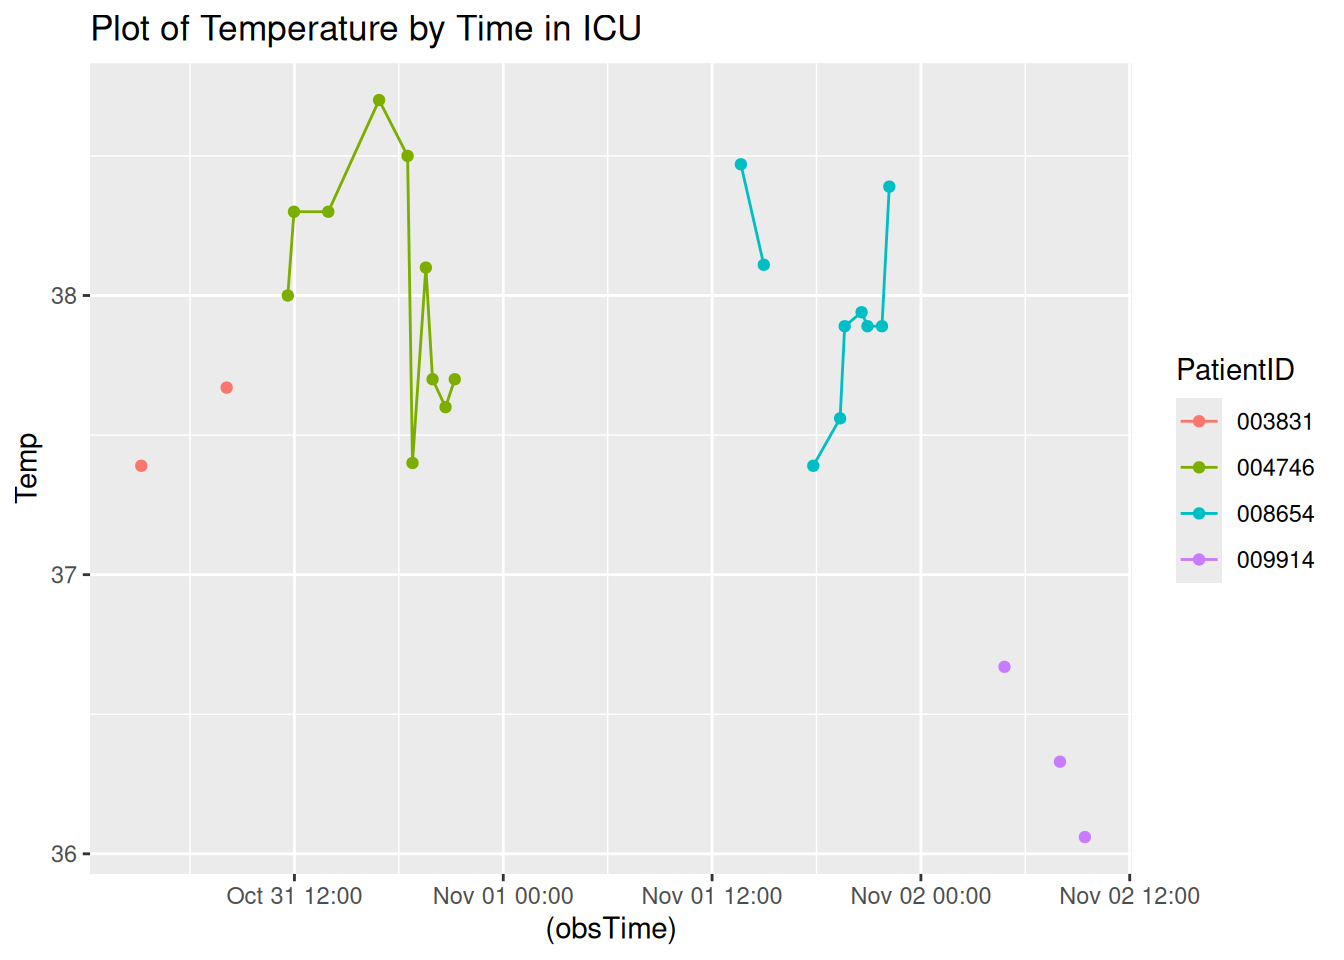 Plot of Temperature by Time in ICU
Temp
38
37
36
Oct 31 12:00 Nov 01 00:00 Nov 01 12:00 Nov 02 00:00 Nov 02 12:00
(obsTime)
PatientID
003831
004746
008654
009914